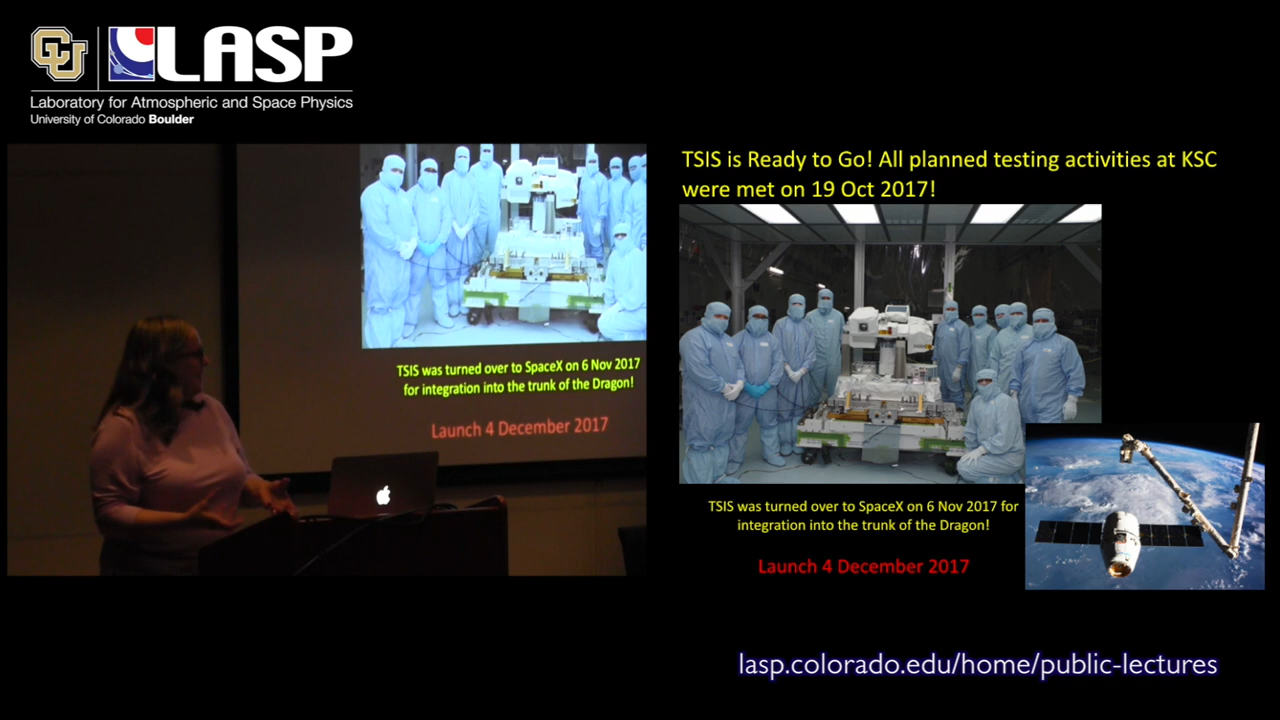 CU
LASP
Laboratory for Atmospheric and Space Physics
University of Colorado Boulder
TSIS was turned over to SpaceX on 6 Nov 2017
for integration into the trunk of the Dragon!
Launch 4 December 2017
TSIS is Ready to Go! All planned testing activities at KSC
were met on 19 Oct 2017!
TSIS was turned over to SpaceX on 6 Nov 2017 for
integration into the trunk of the Dragon!
Launch 4 December 2017
lasp.colorado.edu/home/public-lectures